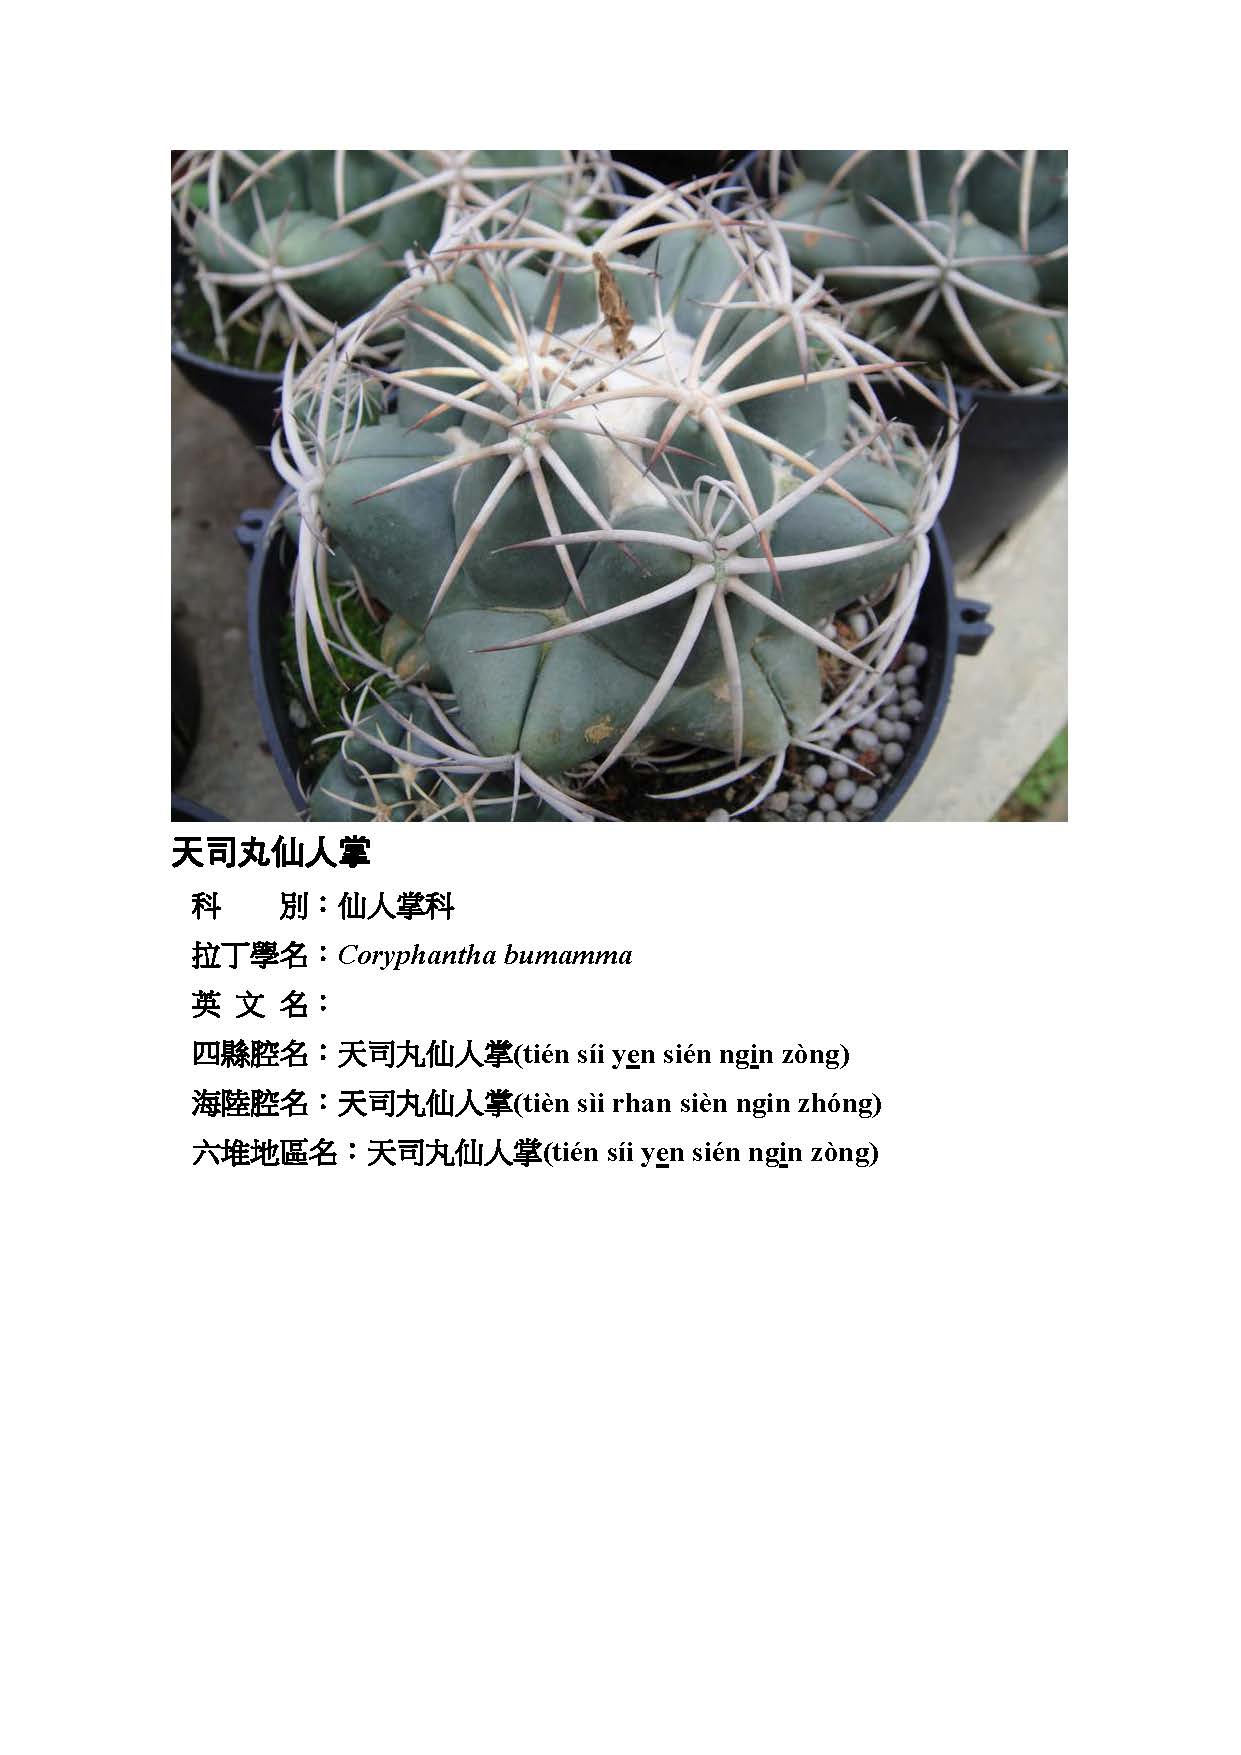 天司丸仙人掌
科　　別：仙人掌科
拉丁學名：Coryphantha bumamma
英 文 名：
四縣腔名：天司丸仙人掌(tién síi yen sién ngin zòng)
海陸腔名：天司丸仙人掌(tièn sìi rhan sièn ngin zhóng)
六堆地區名：天司丸仙人掌(tién síi yen sién ngin zòng)